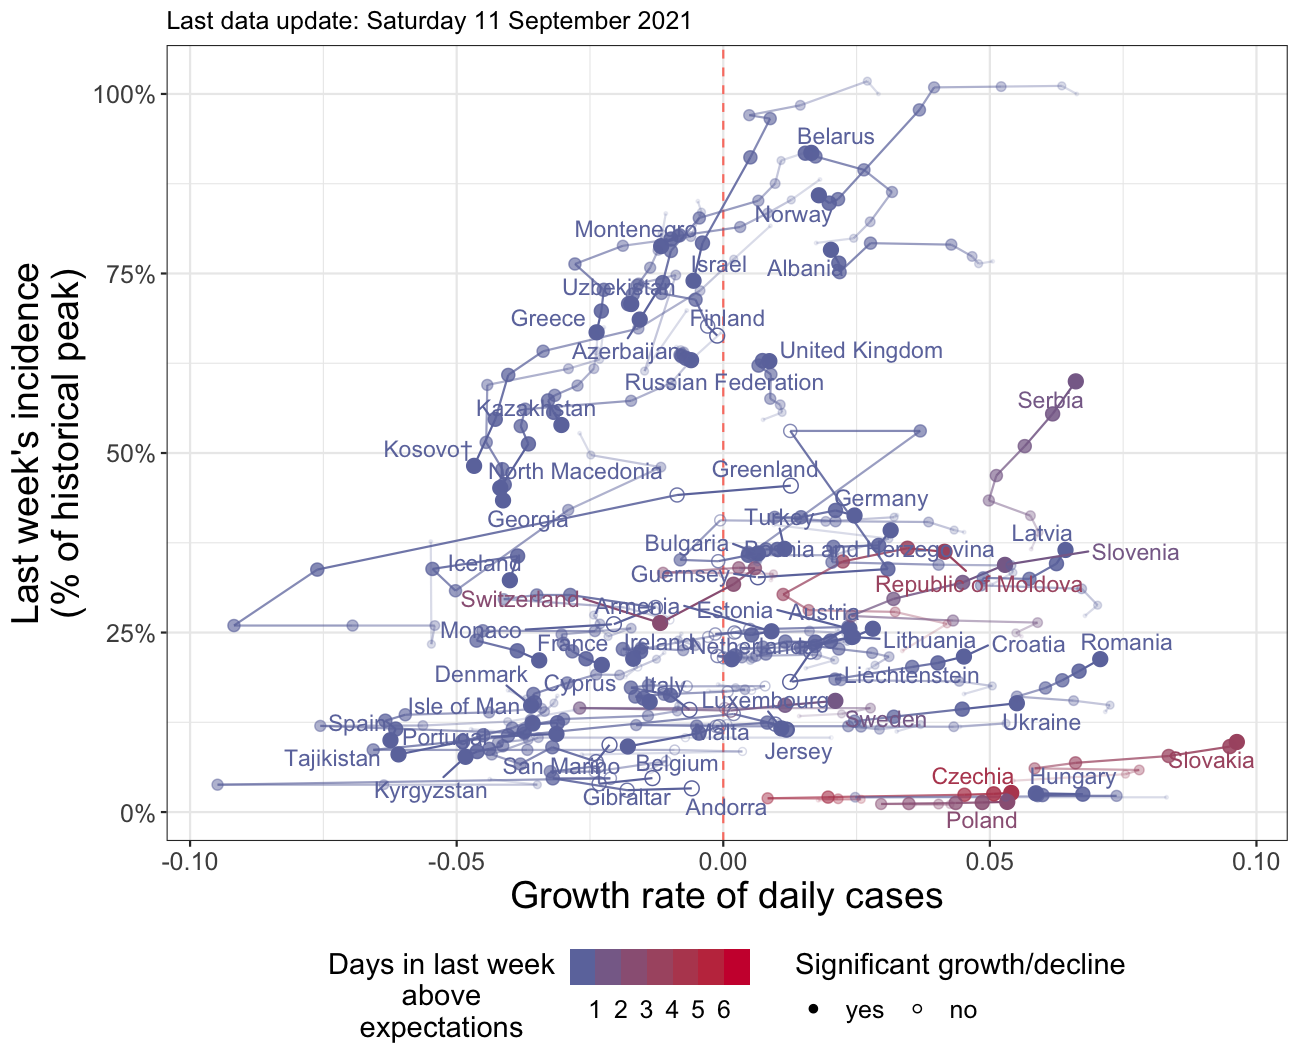 Last data update: Saturday 11 September 2021
Last week's incidence
(% of historical peak)
100%
75%
50%
25%
0%
Belarus
Norway
Montenegro
Israel
Albania
Uzbekistan
Greece
Finland
Azerbaijan
United Kingdom
Russian Federation
Serbia
Kazakhstan
Kosovo†
North Macedonia
Greenland
Georgia
Germany
Turkey
Latvia
Bulgaria
Bosnia and Herzegovina
Slovenia
Iceland
Guernsey
Republic of Moldova
Switzerland
Armenia
Estonia
Austria
Monaco
France
Ireland
Netherlands
Lithuania
Croatia
Romania
Denmark
Cyprus
Italy
Liechtenstein
Isle of Man
Luxembourg
Spain
Portugal
Malta
Sweden
Ukraine
Tajikistan
San Marino
Belgium
Jersey
Slovakia
Kyrgyzstan
Gibraltar
Andorra
Czechia
Hungary
Poland
-0.10
-0.05
0.00
0.05
0.10
Growth rate of daily cases
Days in last week
above
expectations
1 2 3 4 5 6
Significant growth/decline
yes
no